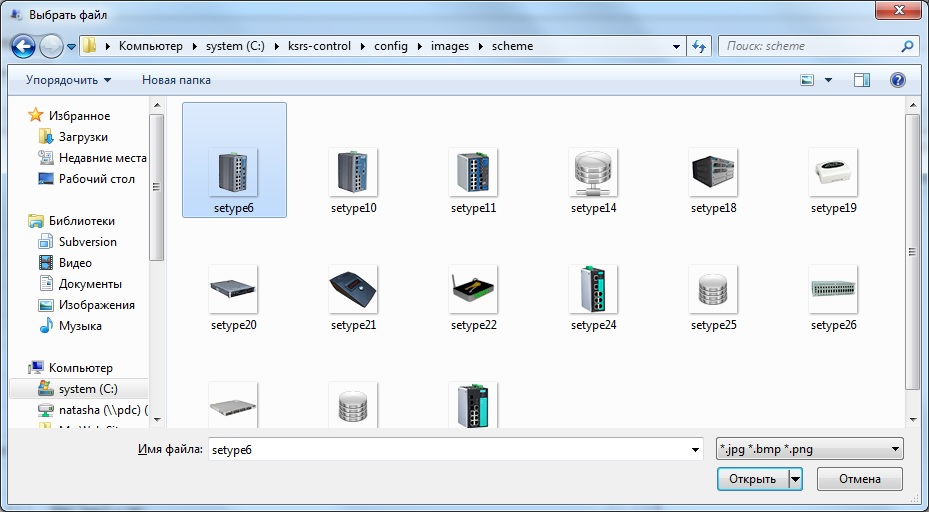 Выбрать файл
Компьютер system (C:) ksrs-control config images scheme
Поиск: scheme
Упорядочить Новая папка
Избранное
Загрузки
Недавние места
Рабочий стол
Библиотеки
Subversion
Видео
Документы
Изображения
Музыка
Компьютер
system (C:)
natasha (\\pdc) (
setype6 setype10 setype11 setype14 setype18 setype19
setype20 setype21 setype22 setype24 setype25 setype26
Имя файла: setype6
*.jpg *.bmp *.png
Открыть Отмена